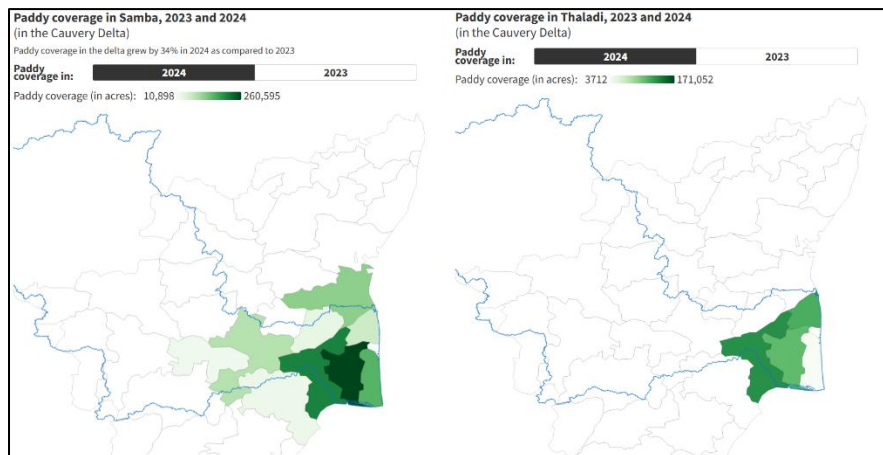 Paddy coverage in Samba, 2023 and 2024
(in the Cauvery Delta)
Paddy coverage in the delta grew by 34% in 2024 as compared to 2023
Paddy
coverage in:
2024
2023
Paddy coverage (in acres): 10,898 260,595
Paddy coverage in Thaladi, 2023 and 2024
(in the Cauvery Delta)
Paddy
coverage in:
2024
2023
Paddy coverage (in acres): 3712 171,052